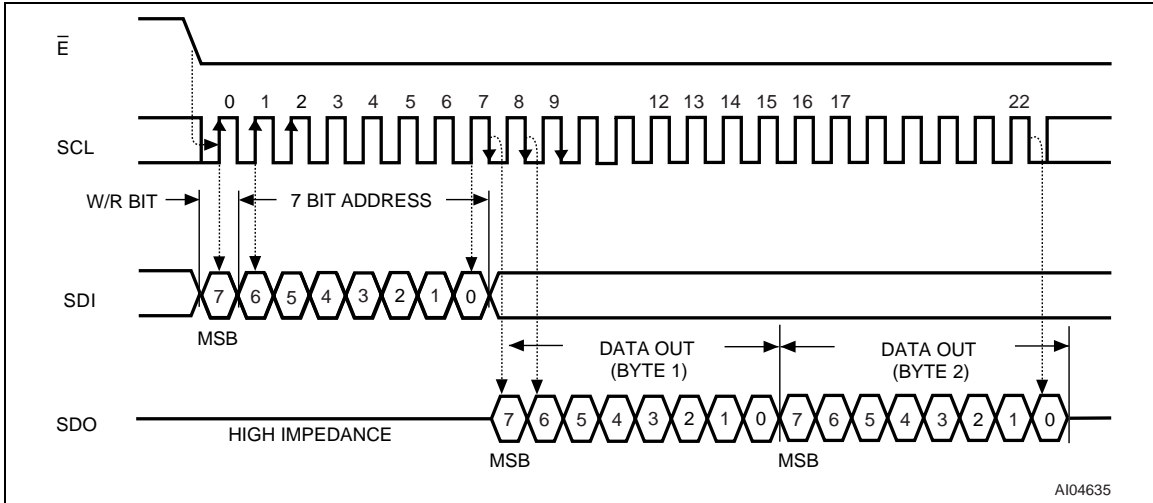 E
0 1 2 3 4 5 6 7 8 9 12 13 14 15 16 17 22
SCL
W/R BIT 7 BIT ADDRESS
SDI 7 6 5 4 3 2 1 0
MSB
DATA OUT (BYTE 1) DATA OUT (BYTE 2)
SDO HIGH IMPEDANCE 7 6 5 4 3 2 1 0 7 6 5 4 3 2 1 0
MSB MSB
AI04635